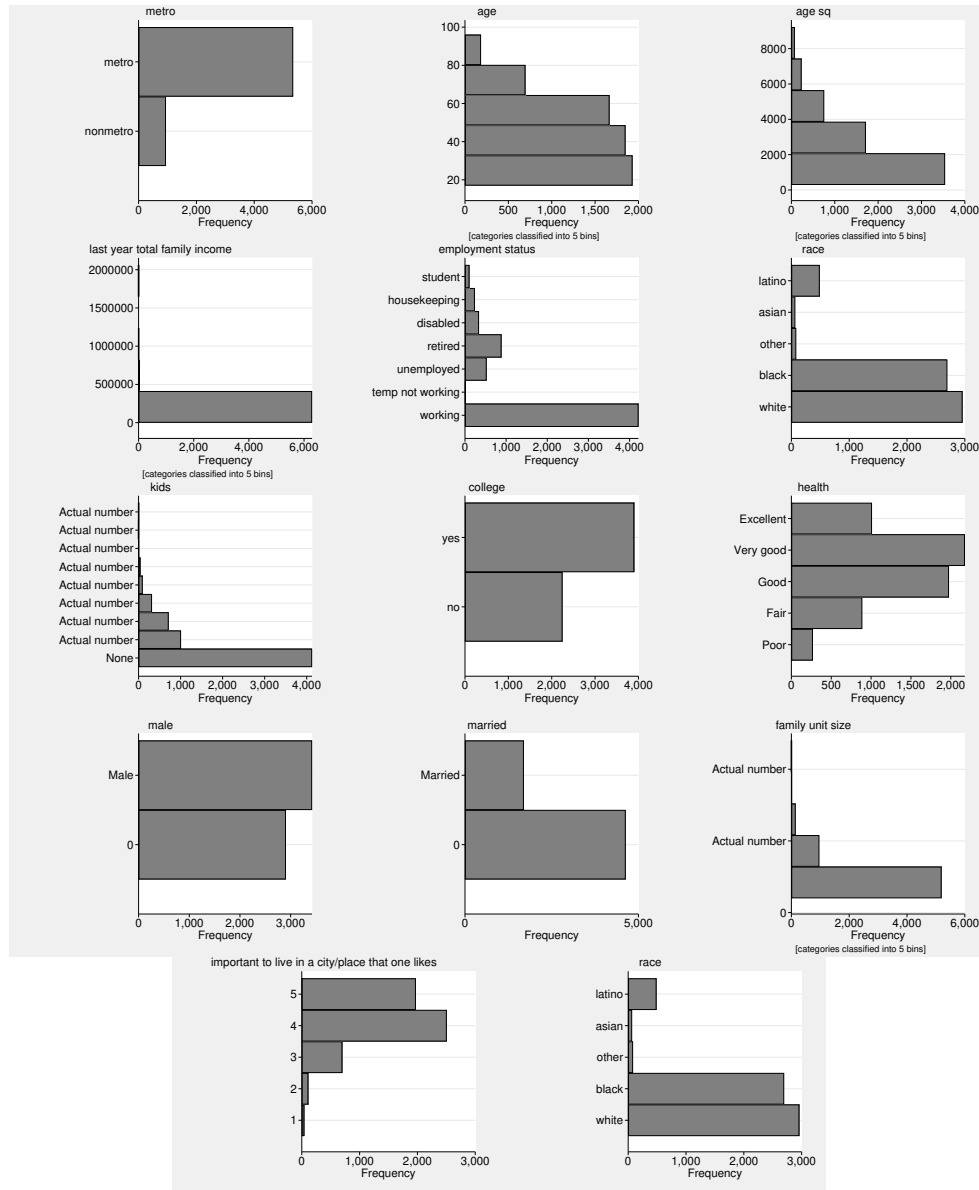 metro
metro
nonmetro
0 2,000 4,000 6,000
Frequency
age
100
80
60
40
20
0 500 1,000 1,500 2,000
Frequency
[categories classified into 5 bins]
age sq
8000
6000
4000
2000
0
0 1,000 2,000 3,000 4,000
Frequency
[categories classified into 5 bins]
last year total family income
2000000
1500000
1000000
500000
0
0 2,000 4,000 6,000
Frequency
[categories classified into 5 bins]
employment status
student
housekeeping
disabled
retired
unemployed
temp not working
working
0 1,000 2,000 3,000 4,000
Frequency
race
latino
asian
other
black
white
0 1,000 2,000 3,000
Frequency
kids
Actual number
Actual number
Actual number
Actual number
Actual number
Actual number
Actual number
Actual number
None
0 1,000 2,000 3,000 4,000
Frequency
college
yes
no
0 1,000 2,000 3,000 4,000
Frequency
health
Excellent
Very good
Good
Fair
Poor
0 500 1,000 1,500 2,000
Frequency
male
Male
0
0 1,000 2,000 3,000
Frequency
married
Married
0
0 5,000
Frequency
family unit size
Actual number
Actual number
0
0 2,000 4,000 6,000
Frequency
[categories classified into 5 bins]
important to live in a city/place that one likes
5
4
3
2
1
0 1,000 2,000 3,000
Frequency
race
latino
asian
other
black
white
0 1,000 2,000 3,000
Frequency